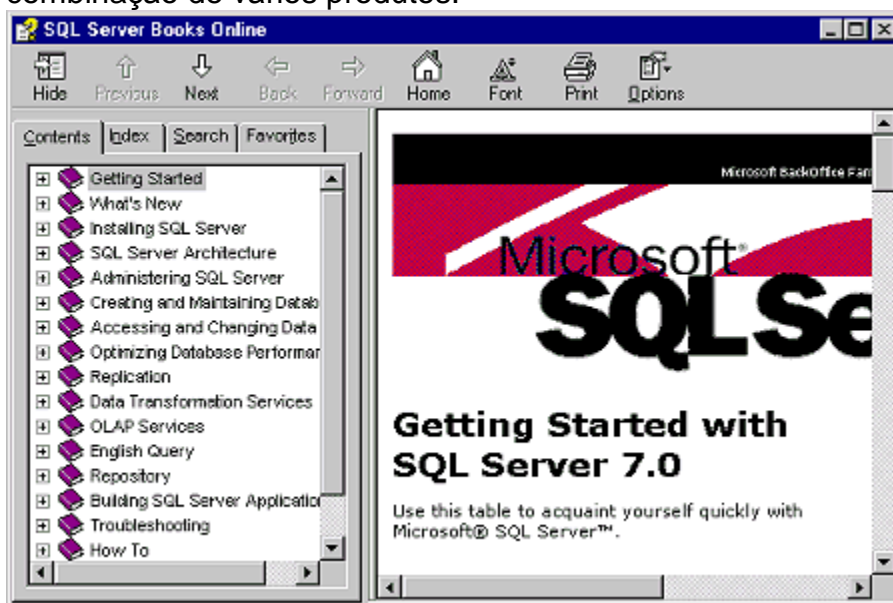 combinação de vários produtos.
SQL Server Books Online
Hide Previous Next Back Forward Home Font Print Options
Contents Index Search Favorites
Getting Started
What's New
Installing SQL Server
SQL Server Architecture
Administering SQL Server
Creating and Maintaining Datab
Accessing and Changing Data
Optimizing Database Performar
Replication
Data Transformation Services
OLAP Services
English Query
Repository
Building SQL Server Applicatio
Troubleshooting
How To
Microsoft BackOffice Fam
Microsoft®
SQL Se
Getting Started with
SQL Server 7.0
Use this table to acquaint yourself quickly with
Microsoft® SQL Server™.